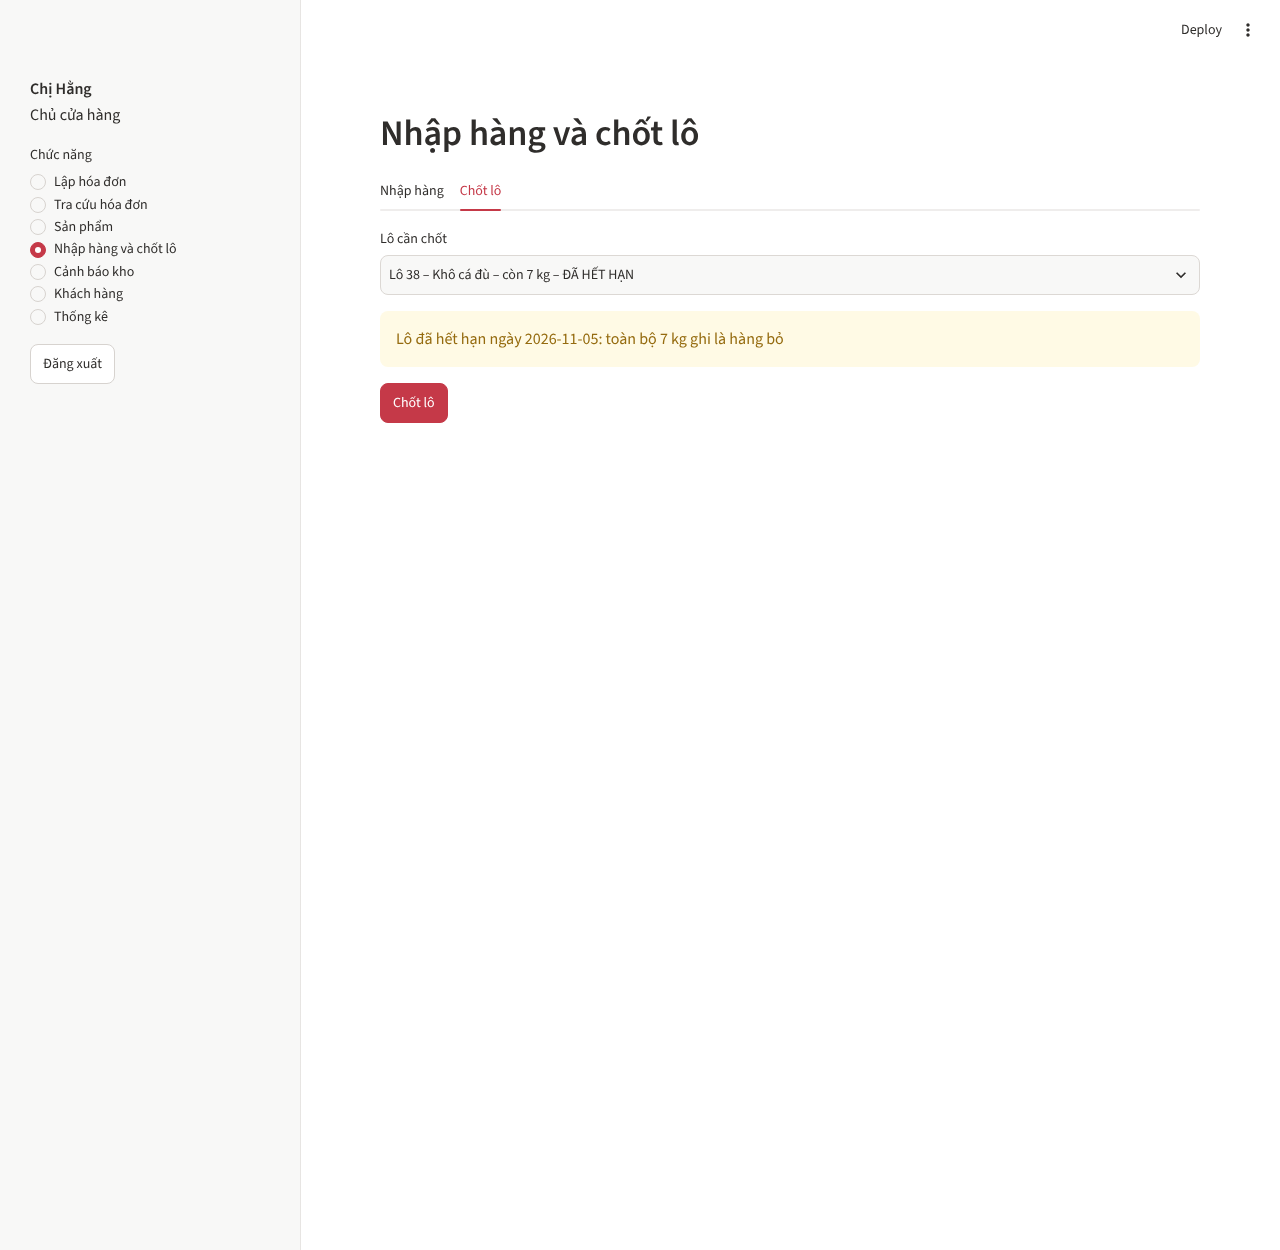 Deploy
Chị Hằng
Chủ cửa hàng
Chức năng
Lập hóa đơn
Tra cứu hóa đơn
Sản phẩm
Nhập hàng và chốt lô
Cảnh báo kho
Khách hàng
Thống kê
Đăng xuất
Nhập hàng và chốt lô
Nhập hàng Chốt lô
Lô cần chốt
Lô 38 – Khô cá đù – còn 7 kg – ĐÃ HẾT HẠN
Lô đã hết hạn ngày 2026-11-05: toàn bộ 7 kg ghi là hàng bỏ
Chốt lô